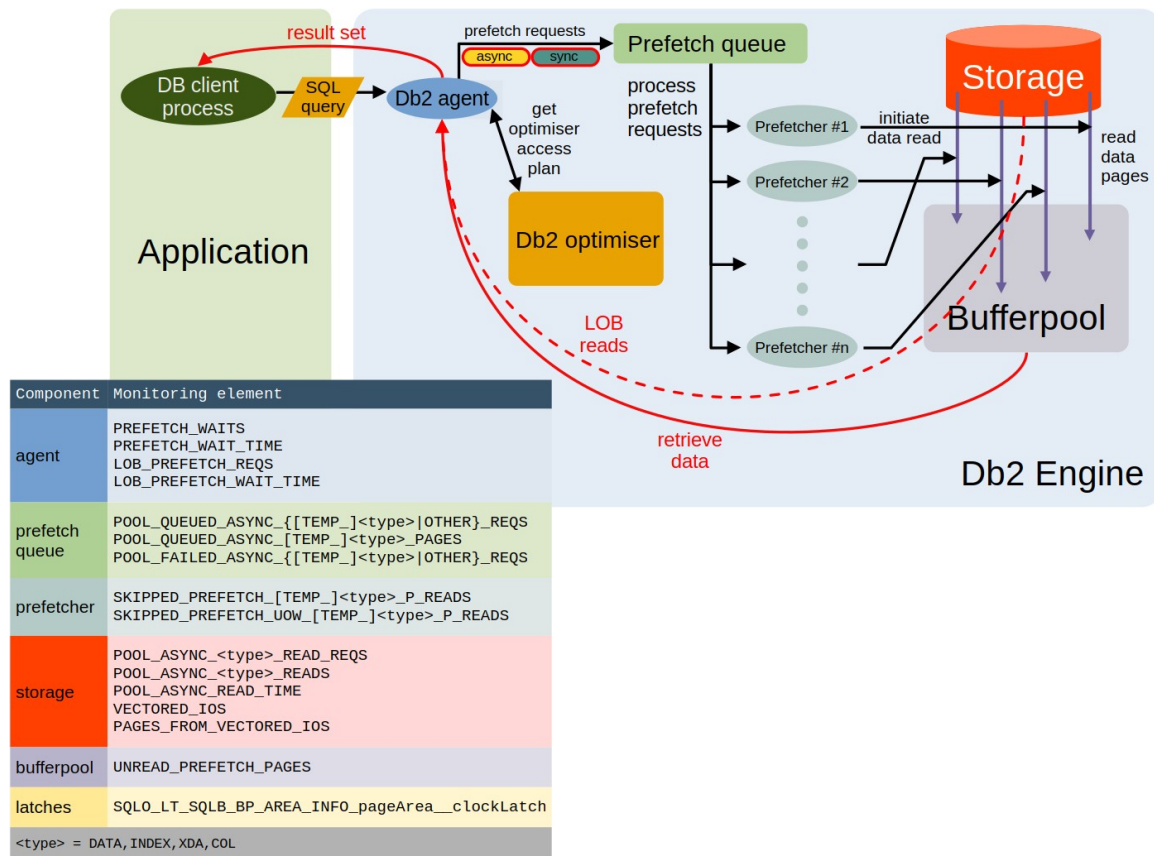 result set
prefetch requests
async
sync
Prefetch queue
Storage
DB client
process
SQL
query
Db2 agent
process
prefetch
requests
get
optimiser
access
plan
Prefetcher #1
initiate
data read
read
data
pages
Prefetcher #2
Application
Db2 optimiser
Bufferpool
LOB
reads
Prefetcher #n
retrieve
data
Db2 Engine
Component Monitoring element
agent
PREFETCH_WAITS
PREFETCH_WAIT_TIME
LOB_PREFETCH_REQS
LOB_PREFETCH_WAIT_TIME
prefetch
queue
POOL_QUEUED_ASYNC_{[TEMP_]<type>|OTHER}_REQS
POOL_QUEUED_ASYNC_[TEMP_]<type>_PAGES
POOL_FAILED_ASYNC_{[TEMP_]<type>|OTHER}_REQS
prefetcher
SKIPPED_PREFETCH_[TEMP_]<type>_P_READS
SKIPPED_PREFETCH_UOW_[TEMP_]<type>_P_READS
storage
POOL_ASYNC_<type>_READ_REQS
POOL_ASYNC_<type>_READS
POOL_ASYNC_READ_TIME
VECTORED_IOS
PAGES_FROM_VECTORED_IOS
bufferpool
UNREAD_PREFETCH_PAGES
latches
SQLO_LT_SQLB_BP_AREA_INFO_pageArea__clockLatch
<type> = DATA,INDEX,XDA,COL